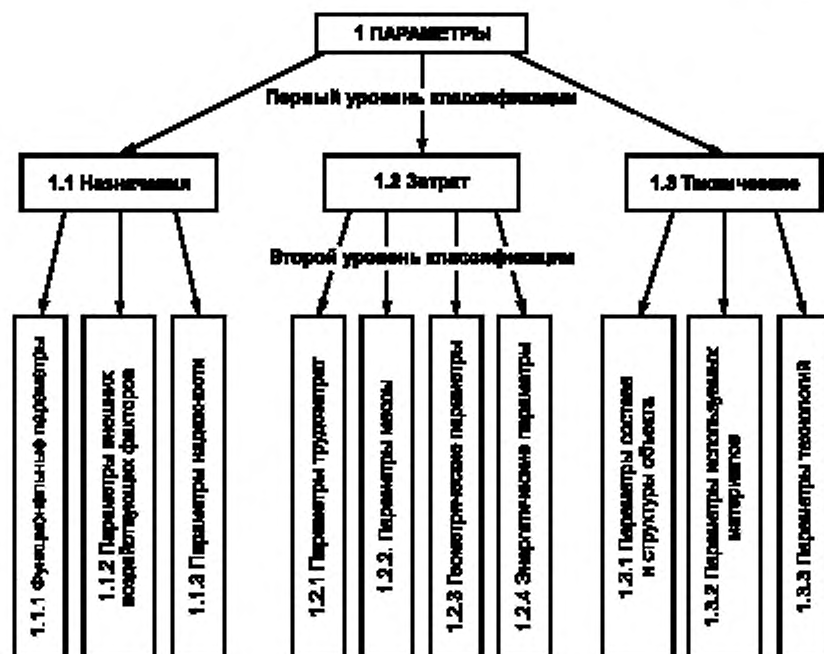 1 ПАРАМЕТРЫ
Первый уровень классификации
1.1 Назначения
1.2 Затрат
1.3 Технические
Второй уровень классификации
1.1.1 Функциональные параметры
1.1.2 Параметры внешних
воздействующих факторов
1.1.3 Параметры надежности
1.2.1 Параметры трудозатрат
1.2.2. Параметры массы
1.2.3 Геометрические параметры
1.2.4 Энергетические параметры
1.3.1 Параметры состава
и структуры объекта
1.3.2 Параметры используемых
материалов
1.3.3 Параметры технологий